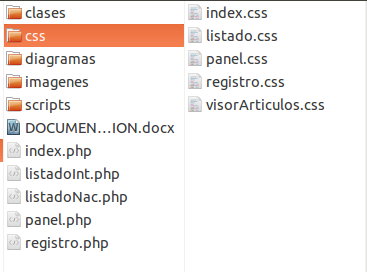 clases
css
diagramas
imagenes
scripts
DOCUMEN...ION.docx
index.php
listadoInt.php
listadoNac.php
panel.php
registro.php
index.css
listado.css
panel.css
registro.css
visorArticulos.css